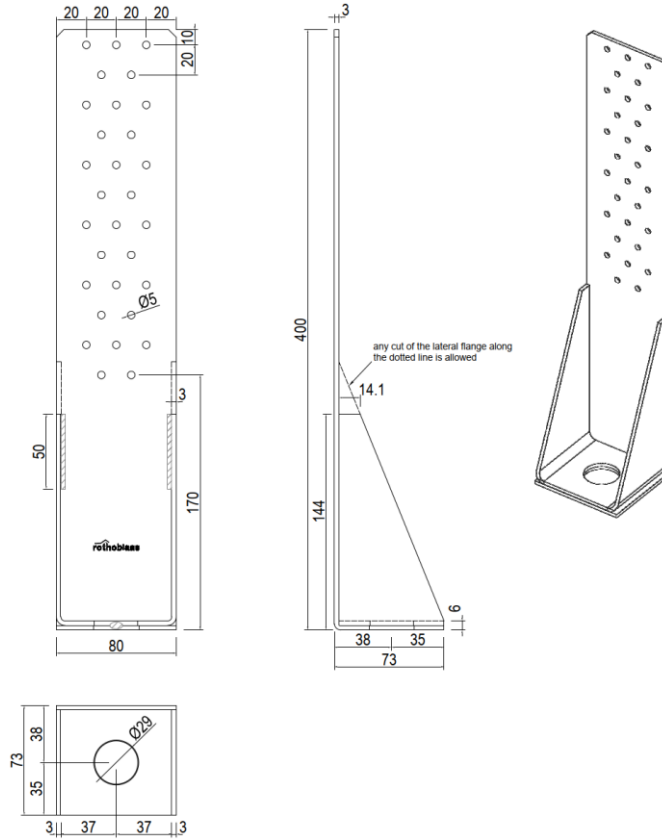 20 20 20 20
10
20
Ø5
3
50
170
rothoblaas
80
3
400
any cut of the lateral flange along
the dotted line is allowed
14.1
144
6
38 35
73
73
38
35
Ø29
3 37 37 3